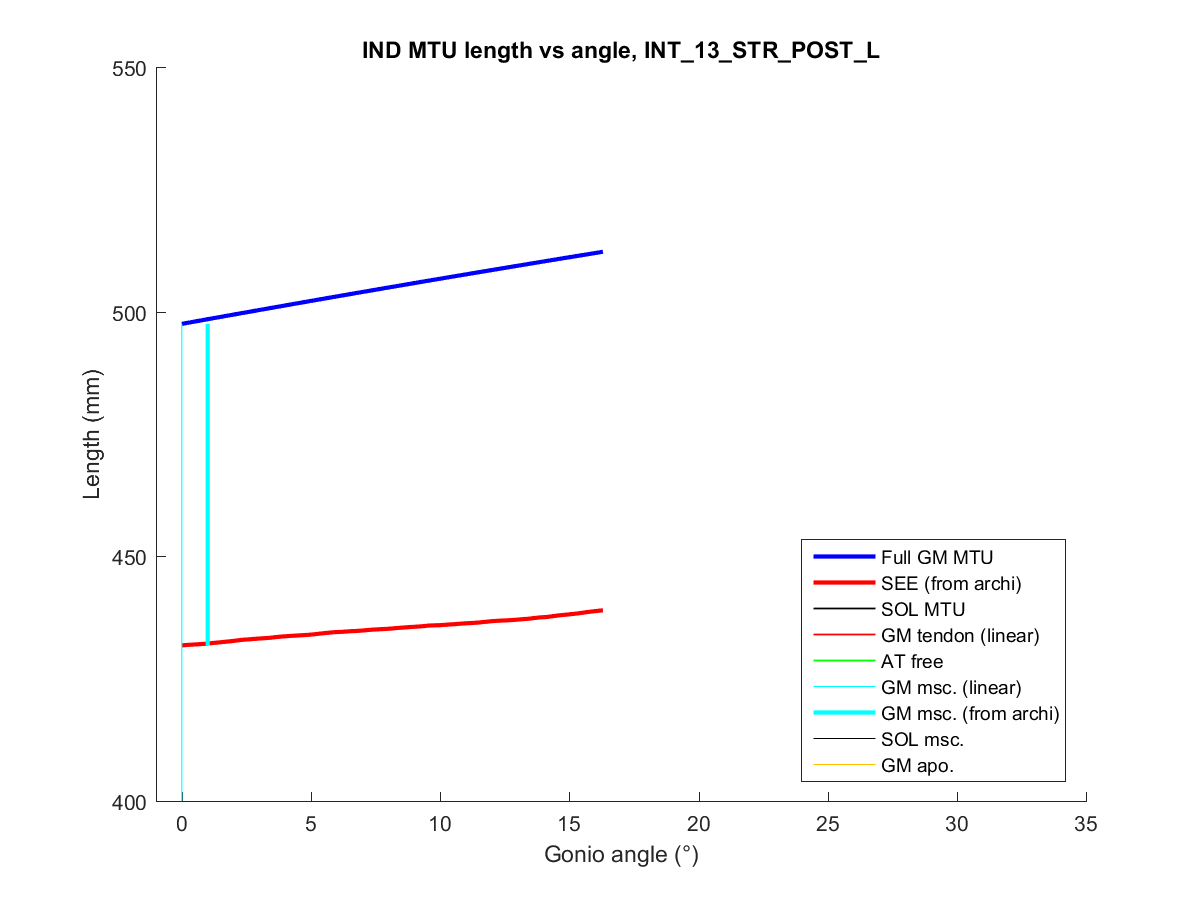 IND MTU length vs angle, INT_13_STR_POST_L
550
500
450
400
Length (mm)
0 5 10 15 20 25 30 35
Gonio angle (°)
Full GM MTU
SEE (from archi)
SOL MTU
GM tendon (linear)
AT free
GM msc. (linear)
GM msc. (from archi)
SOL msc.
GM apo.